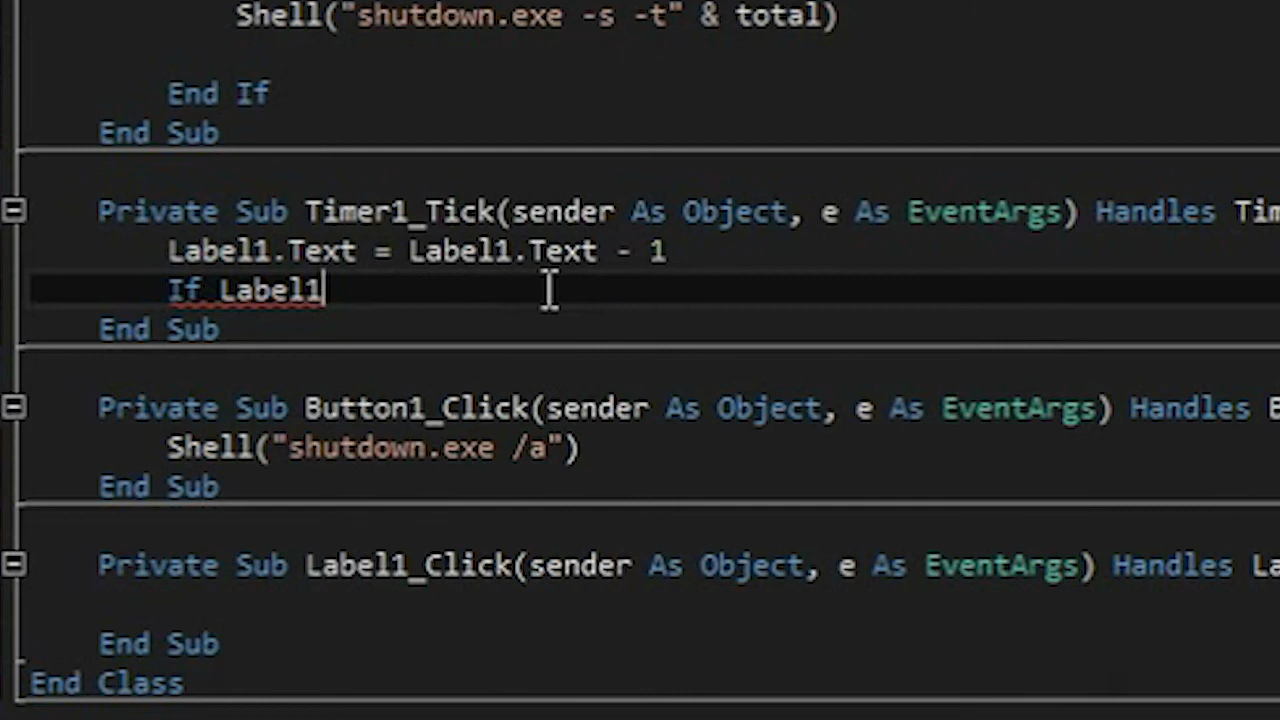 Shell("shutdown.exe -s -t" & total)
End If
End Sub
Private Sub Timer1_Tick(sender As Object, e As EventArgs) Handles Tim
Label1.Text = Label1.Text - 1
If Label1
End Sub
Private Sub Button1_Click(sender As Object, e As EventArgs) Handles B
Shell("shutdown.exe /a")
End Sub
Private Sub Label1_Click(sender As Object, e As EventArgs) Handles La
End Sub
End Class